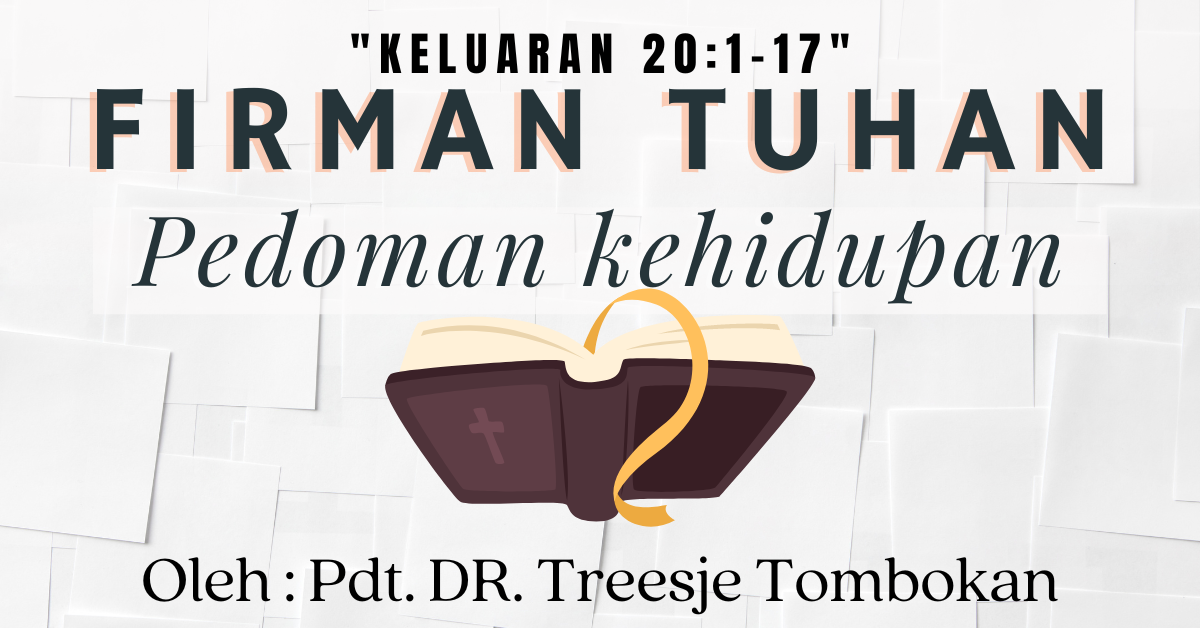 "KELUARAN 20:1-17"
FIRMAN TUHAN
Pedoman kehidupan
Oleh : Pdt. DR. Treesje Tombokan